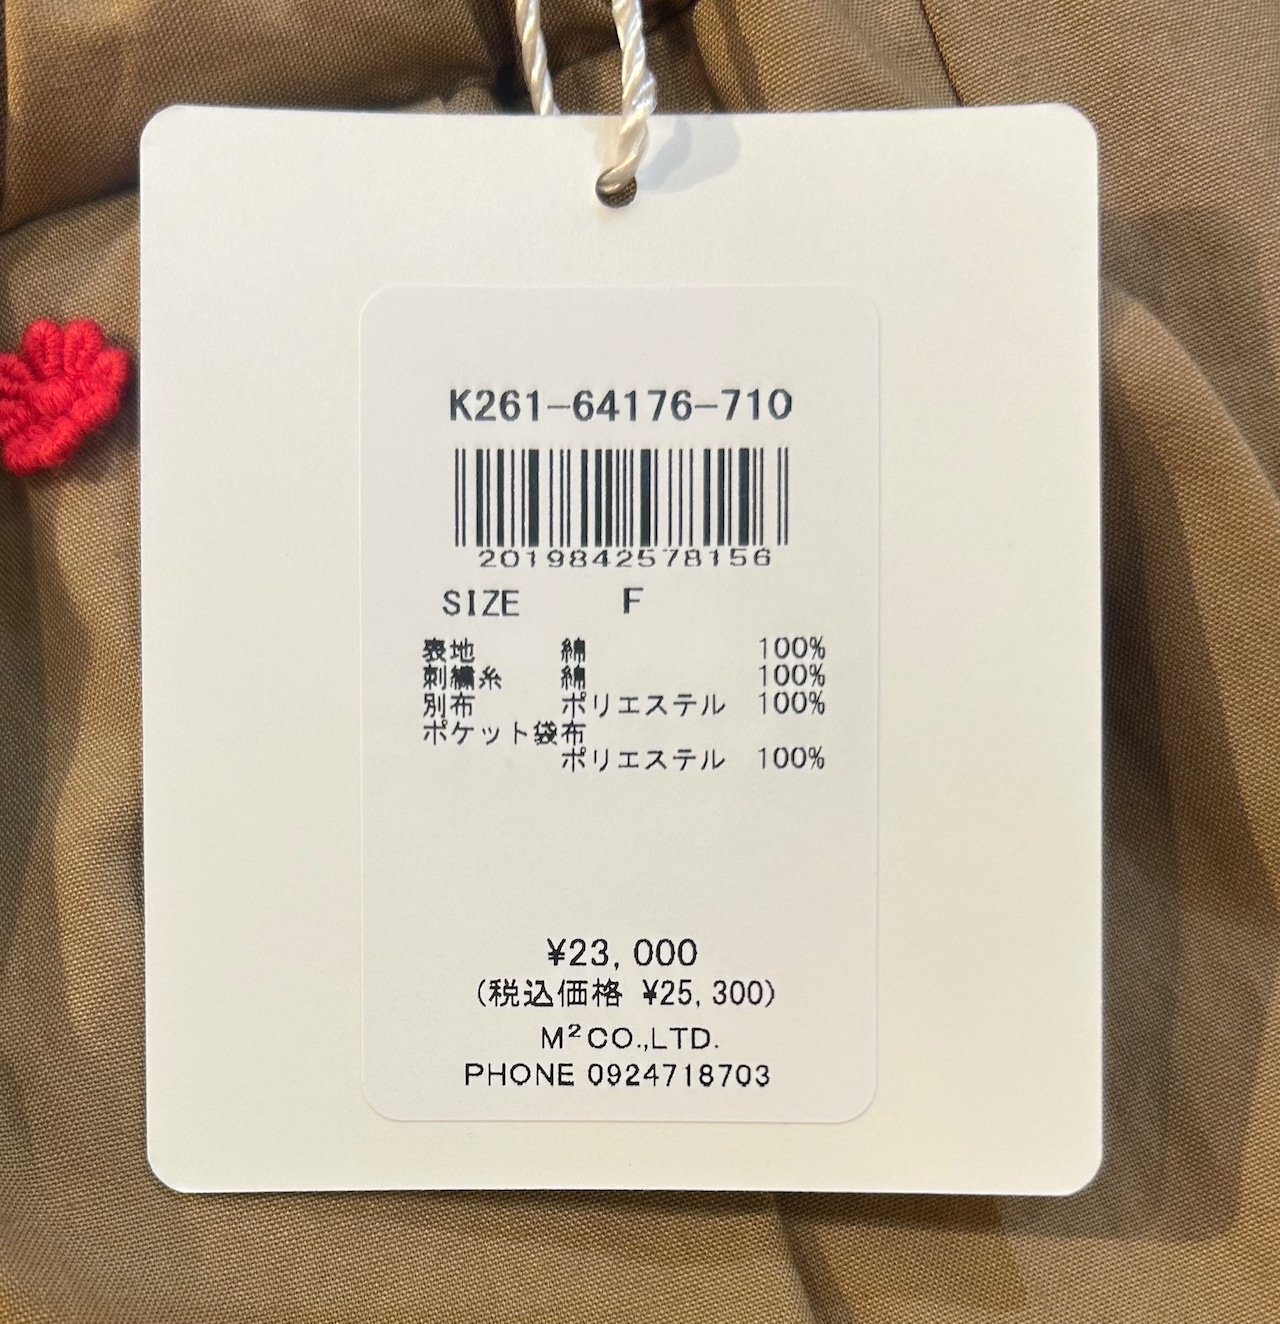 K261-64176-710
2019842578156
SIZE F
表地 綿 100%
刺繍糸 綿 100%
別布 ポリエステル 100%
ポケット袋布
ポリエステル 100%
¥23,000
(税込価格 ¥25,300)
M²CO.,LTD.
PHONE 0924718703